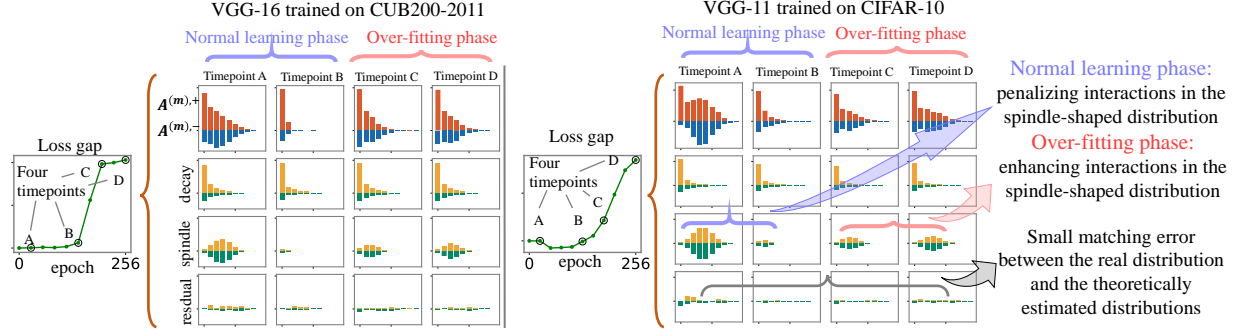 VGG-16 trained on CUB200-2011
Normal learning phase
Over-fitting phase
Timepoint A
Timepoint B
Timepoint C
Timepoint D
A(m),+
A(m),−
decay
spindle
resdual
Loss gap
Four
timepoints
C
D
A
B
epoch
256
VGG-11 trained on CIFAR-10
Normal learning phase
Over-fitting phase
Timepoint A
Timepoint B
Timepoint C
Timepoint D
Loss gap
Four
timepoints
D
C
A
B
epoch
256
Normal learning phase:
penalizing interactions in the
spindle-shaped distribution
Over-fitting phase:
enhancing interactions in the
spindle-shaped distribution
Small matching error
between the real distribution
and the theoretically
estimated distributions